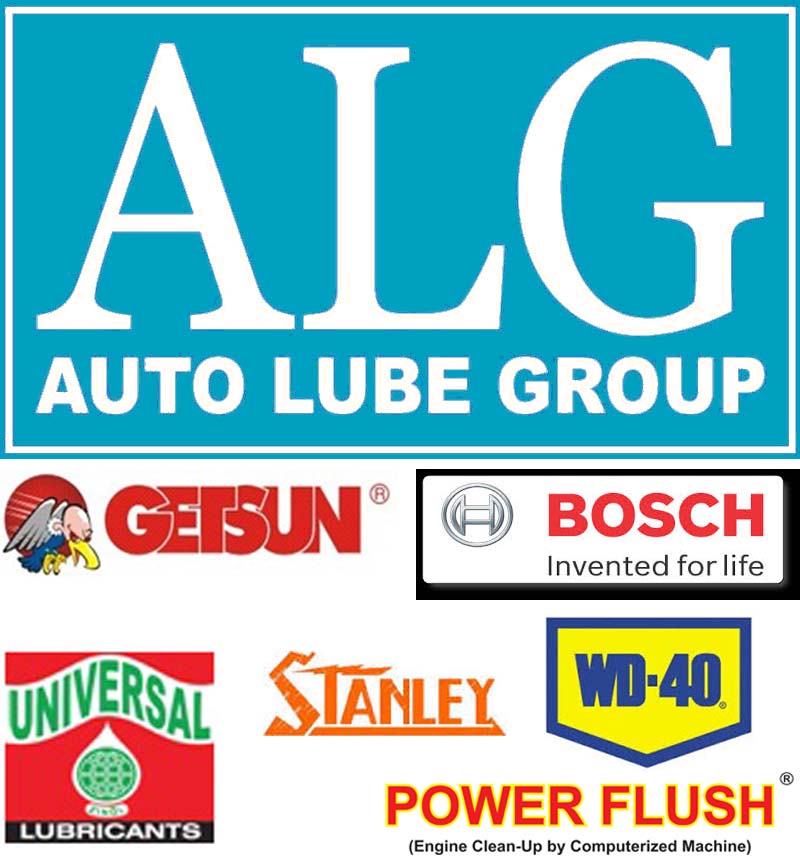 ALG
AUTO LUBE GROUP
GETSUN ®
BOSCH
Invented for life
UNIVERSAL
LUBRICANTS
STANLEY
WD-40 ®
POWER FLUSH ®
(Engine Clean-Up by Computerized Machine)